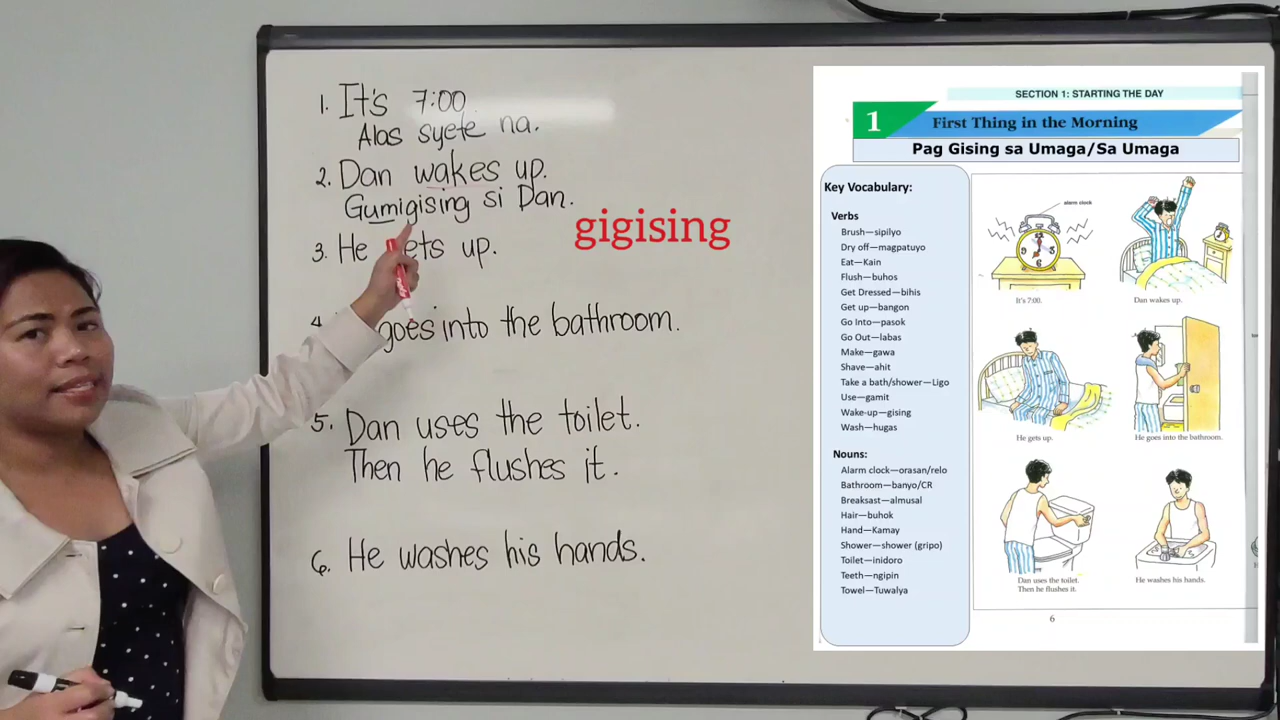 1. It's 7:00
Alas syete na.
2. Dan wakes up.
Gumigising si Dan.
gigising
3. He gets up.
4. goes into the bathroom.
5. Dan uses the toilet.
Then he flushes it.
6. He washes his hands.
SECTION 1: STARTING THE DAY
1 First Thing in the Morning
Pag Gising sa Umaga/Sa Umaga
Key Vocabulary:
Verbs
Brush—sipilyo
Dry off—magpatuyo
Eat—Kain
Flush—buhos
Get Dressed—bihis
Get up—bangon
Go Into—pasok
Go Out—labas
Make—gawa
Shave—ahit
Take a bath/shower—Ligo
Use—gamit
Wake-up—gising
Wash—hugas
Nouns:
Alarm clock—orasan/relo
Bathroom—banyo/CR
Breaksast—almusal
Hair—buhok
Hand—Kamay
Shower—shower (gripo)
Toilet—inidoro
Teeth—ngipin
Towel—Tuwalya
alarm clock
It's 7:00.
Dan wakes up.
He gets up.
He goes into the bathroom.
Dan uses the toilet.
Then he flushes it.
He washes his hands.
6